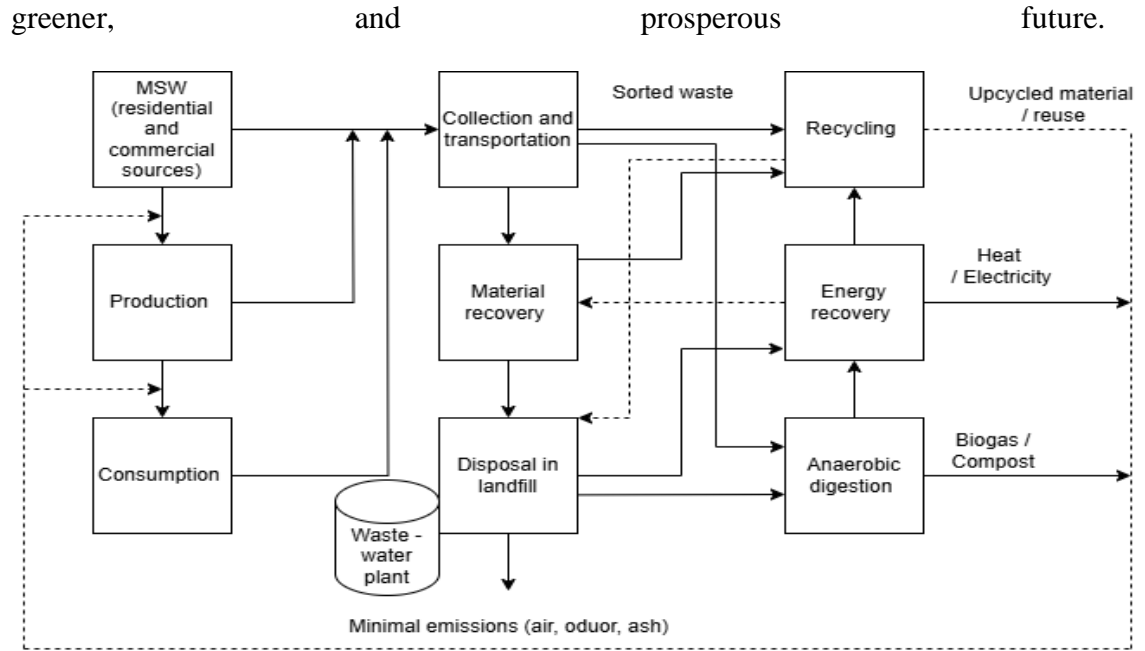 greener, and prosperous future.
MSW
(residential
and
commercial
sources)
Collection and
transportation
Sorted waste
Recycling
Upcycled material
/ reuse
Production
Material
recovery
Energy
recovery
Heat
/ Electricity
Consumption
Disposal in
landfill
Anaerobic
digestion
Biogas /
Compost
Waste -
water
plant
Minimal emissions (air, oduor, ash)